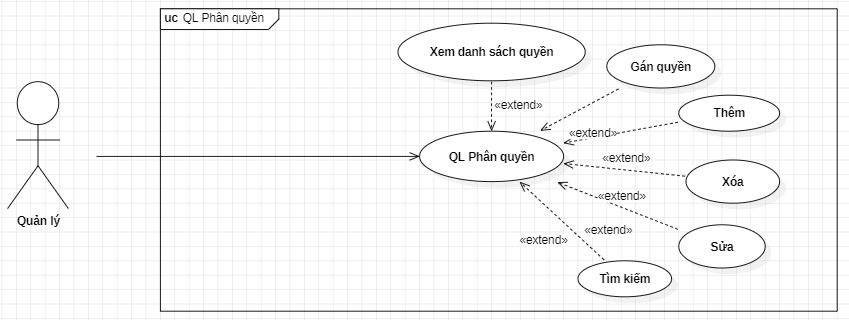 uc QL Phân quyền
Xem danh sách quyền
Gán quyền
«extend»
Thêm
«extend»
QL Phân quyền
«extend»
Xóa
«extend»
Quản lý
«extend»
«extend»
Sửa
Tìm kiếm